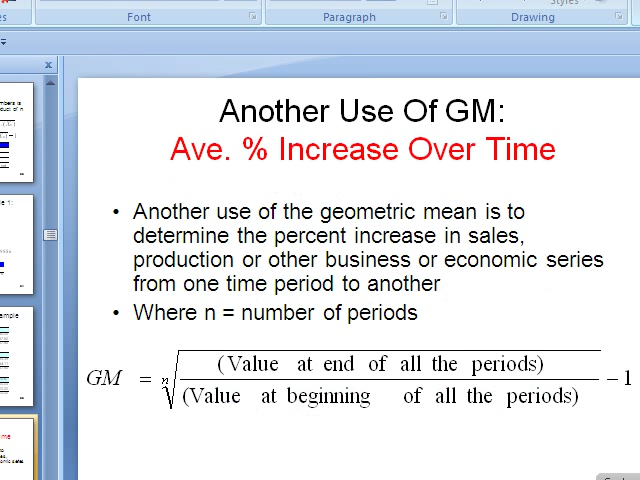 Styles
Font
Paragraph
Drawing
Another Use Of GM:
Ave. % Increase Over Time
• Another use of the geometric mean is to
determine the percent increase in sales,
production or other business or economic series
from one time period to another
• Where n = number of periods
GM = n√((Value at end of all the periods) / (Value at beginning of all the periods)) − 1